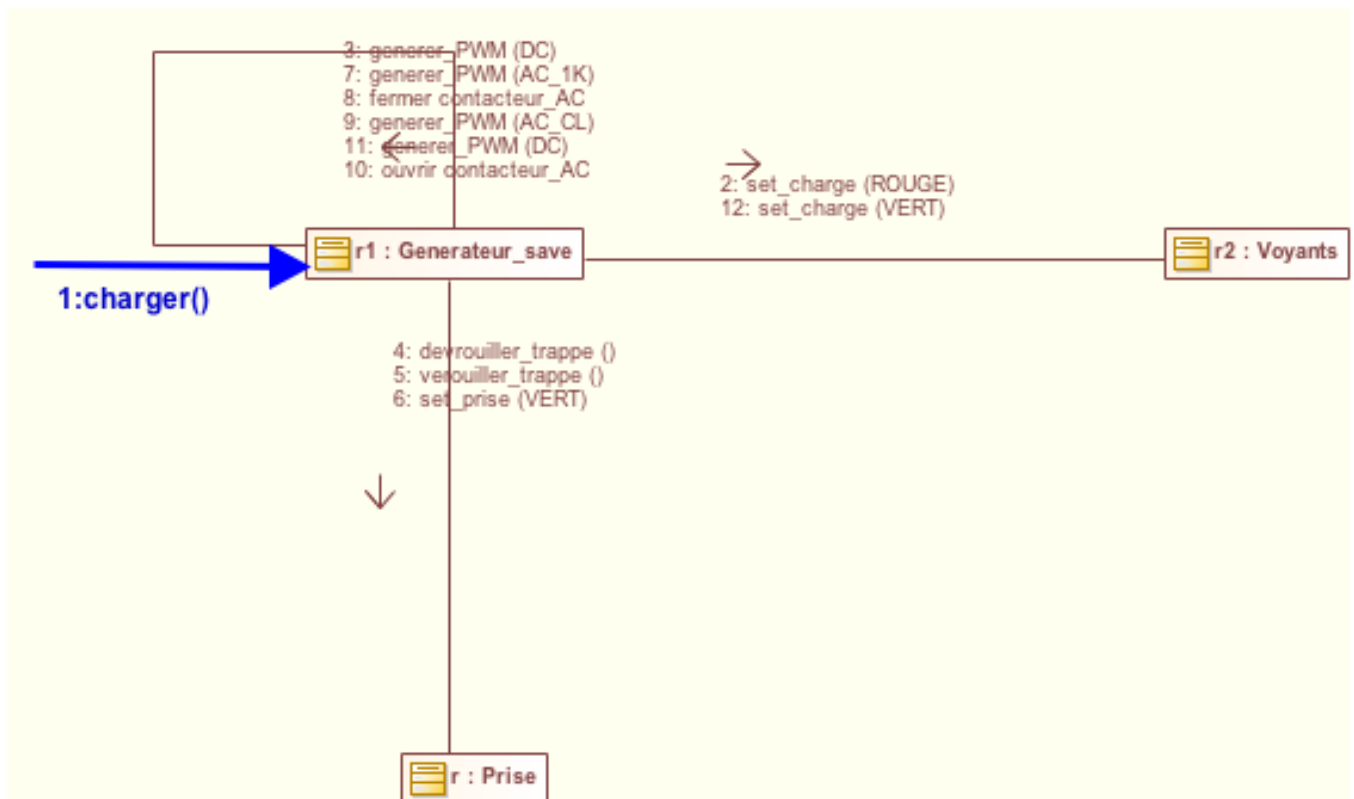 3: generer_PWM (DC)
7: generer_PWM (AC_1K)
8: fermer contacteur_AC
9: generer_PWM (AC_CL)
11: generer_PWM (DC)
10: ouvrir contacteur_AC
2: set_charge (ROUGE)
12: set_charge (VERT)
r1 : Generateur_save
r2 : Voyants
1:charger()
4: devrouiller_trappe ()
5: verouiller_trappe ()
6: set_prise (VERT)
r : Prise